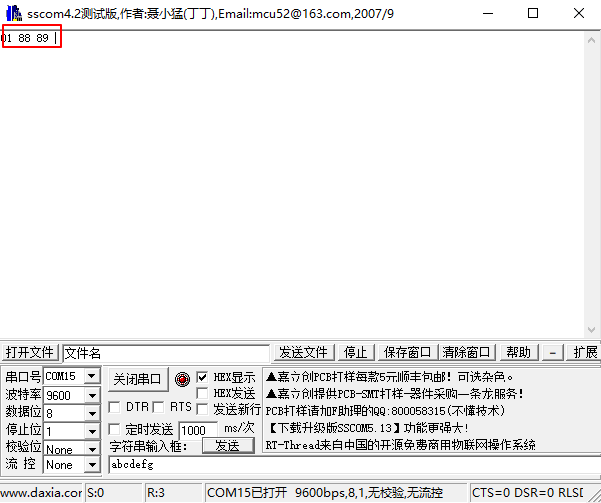 sscom4.2测试版,作者:聂小猛(丁丁),Email:mcu52@163.com,2007/9
01 88 89
打开文件 文件名 发送文件 停止 保存窗口 清除窗口 帮助 — 扩展
串口号 COM15 关闭串口 HEX显示
波特率 9600 HEX发送
数据位 8 DTR RTS 发送新行
停止位 1 定时发送 1000 ms/次
校验位 None 字符串输入框: 发送
流 控 None abcdefg
▲嘉立创PCB打样每款5元顺丰包邮! 可选杂色。
▲嘉立创提供PCB-SMT打样-器件采购一条龙服务!
PCB打样请加DF助理的QQ:800058315(不懂技术)
【下载升级版SSCOM5.13】功能更强大!
RT-Thread来自中国的开源免费商用物联网操作系统
www.daxia.com S:0 R:3 COM15已打开 9600bps,8,1,无校验,无流控 CTS=0 DSR=0 RLSD